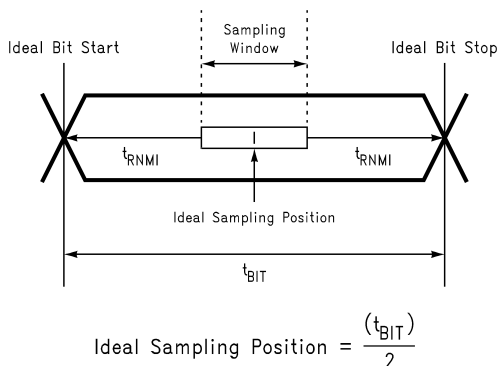 Sampling
Window
Ideal Bit Start
Ideal Bit Stop
tRNMI
tRNMI
Ideal Sampling Position
tBIT
Ideal Sampling Position = (tBIT)
2